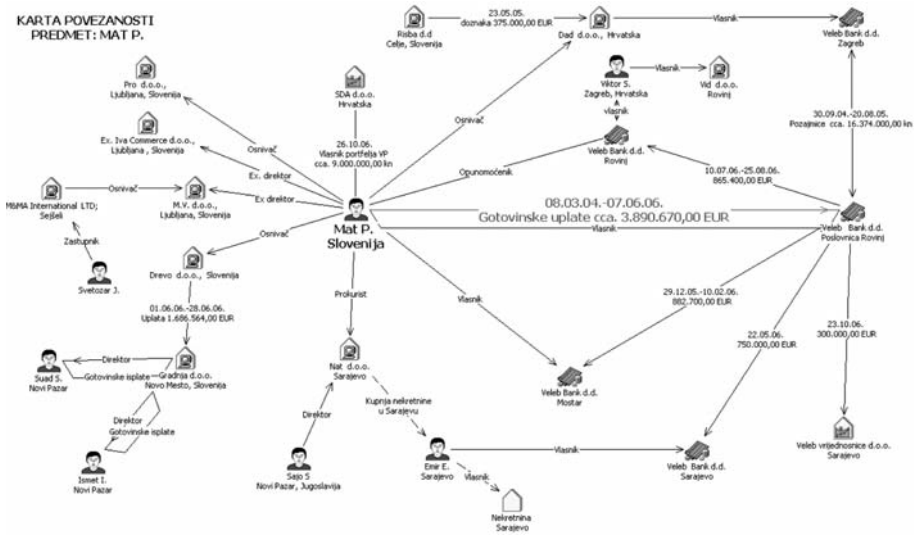 KARTA POVEZANOSTI
PREDMET: MAT P.
23.05.05.
doznaka 375.000,00 EUR
Risba d.d
Celje, Slovenija
Dad d.o.o., Hrvatska
Vlasnik
Veleb Bank d.d.
Zagreb
Pro d.o.o.,
Ljubljana, Slovenija
SDA d.o.o.
Hrvatska
Viktor S.
Zagreb, Hrvatska
Vlasnik
Vid d.o.o.
Rovinj
Osnivač
vlasnik
30.09.04.-20.08.05.
Pozajmice cca. 16.374.000,00 kn
Ex. Iva Commerce d.o.o.,
Ljubljana , Slovenija
Osnivač
26.10.06.
Vlasnik portfelja VP
cca. 9.000.000,00 kn
Veleb Bank d.d.
Rovinj
Ex. direktor
Opunomoćenik
10.07.06.-25.08.06.
865.400,00 EUR
M&MA International LTD;
Sejšeli
Osnivač
M.V. d.o.o.,
Ljubljana, Slovenija
Ex direktor
08.03.04.-07.06.06.
Gotovinske uplate cca. 3.890.670,00 EUR
Vlasnik
Mat P.
Slovenija
Veleb Bank d.d.
Poslovnica Rovinj
Osnivač
Zastupnik
Svetozar J.
Drevo d.o.o., Slovenija
Prokurist
Vlasnik
29.12.05.-10.02.06.
882.700,00 EUR
01.06.06.-28.06.06.
Uplata 1.686.564,00 EUR
22.05.06.
750.000,00 EUR
23.10.06.
300.000,00 EUR
Direktor
Suad S.
Novi Pazar
Gotovinske isplate
Gradnja d.o.o.
Novo Mesto, Slovenija
Nat d.o.o.
Sarajevo
Veleb Bank d.d.
Mostar
Kupnja nekretnine
u Sarajevu
Direktor
Direktor
Gotovinske isplate
Veleb vrijednosnice d.o.o.
Sarajevo
Ismet I.
Novi Pazar
Sajo S
Novi Pazar, Jugoslavija
Emir E.
Sarajevo
Vlasnik
Veleb Bank d.d.
Sarajevo
Vlasnik
Nekretnina
Sarajevo